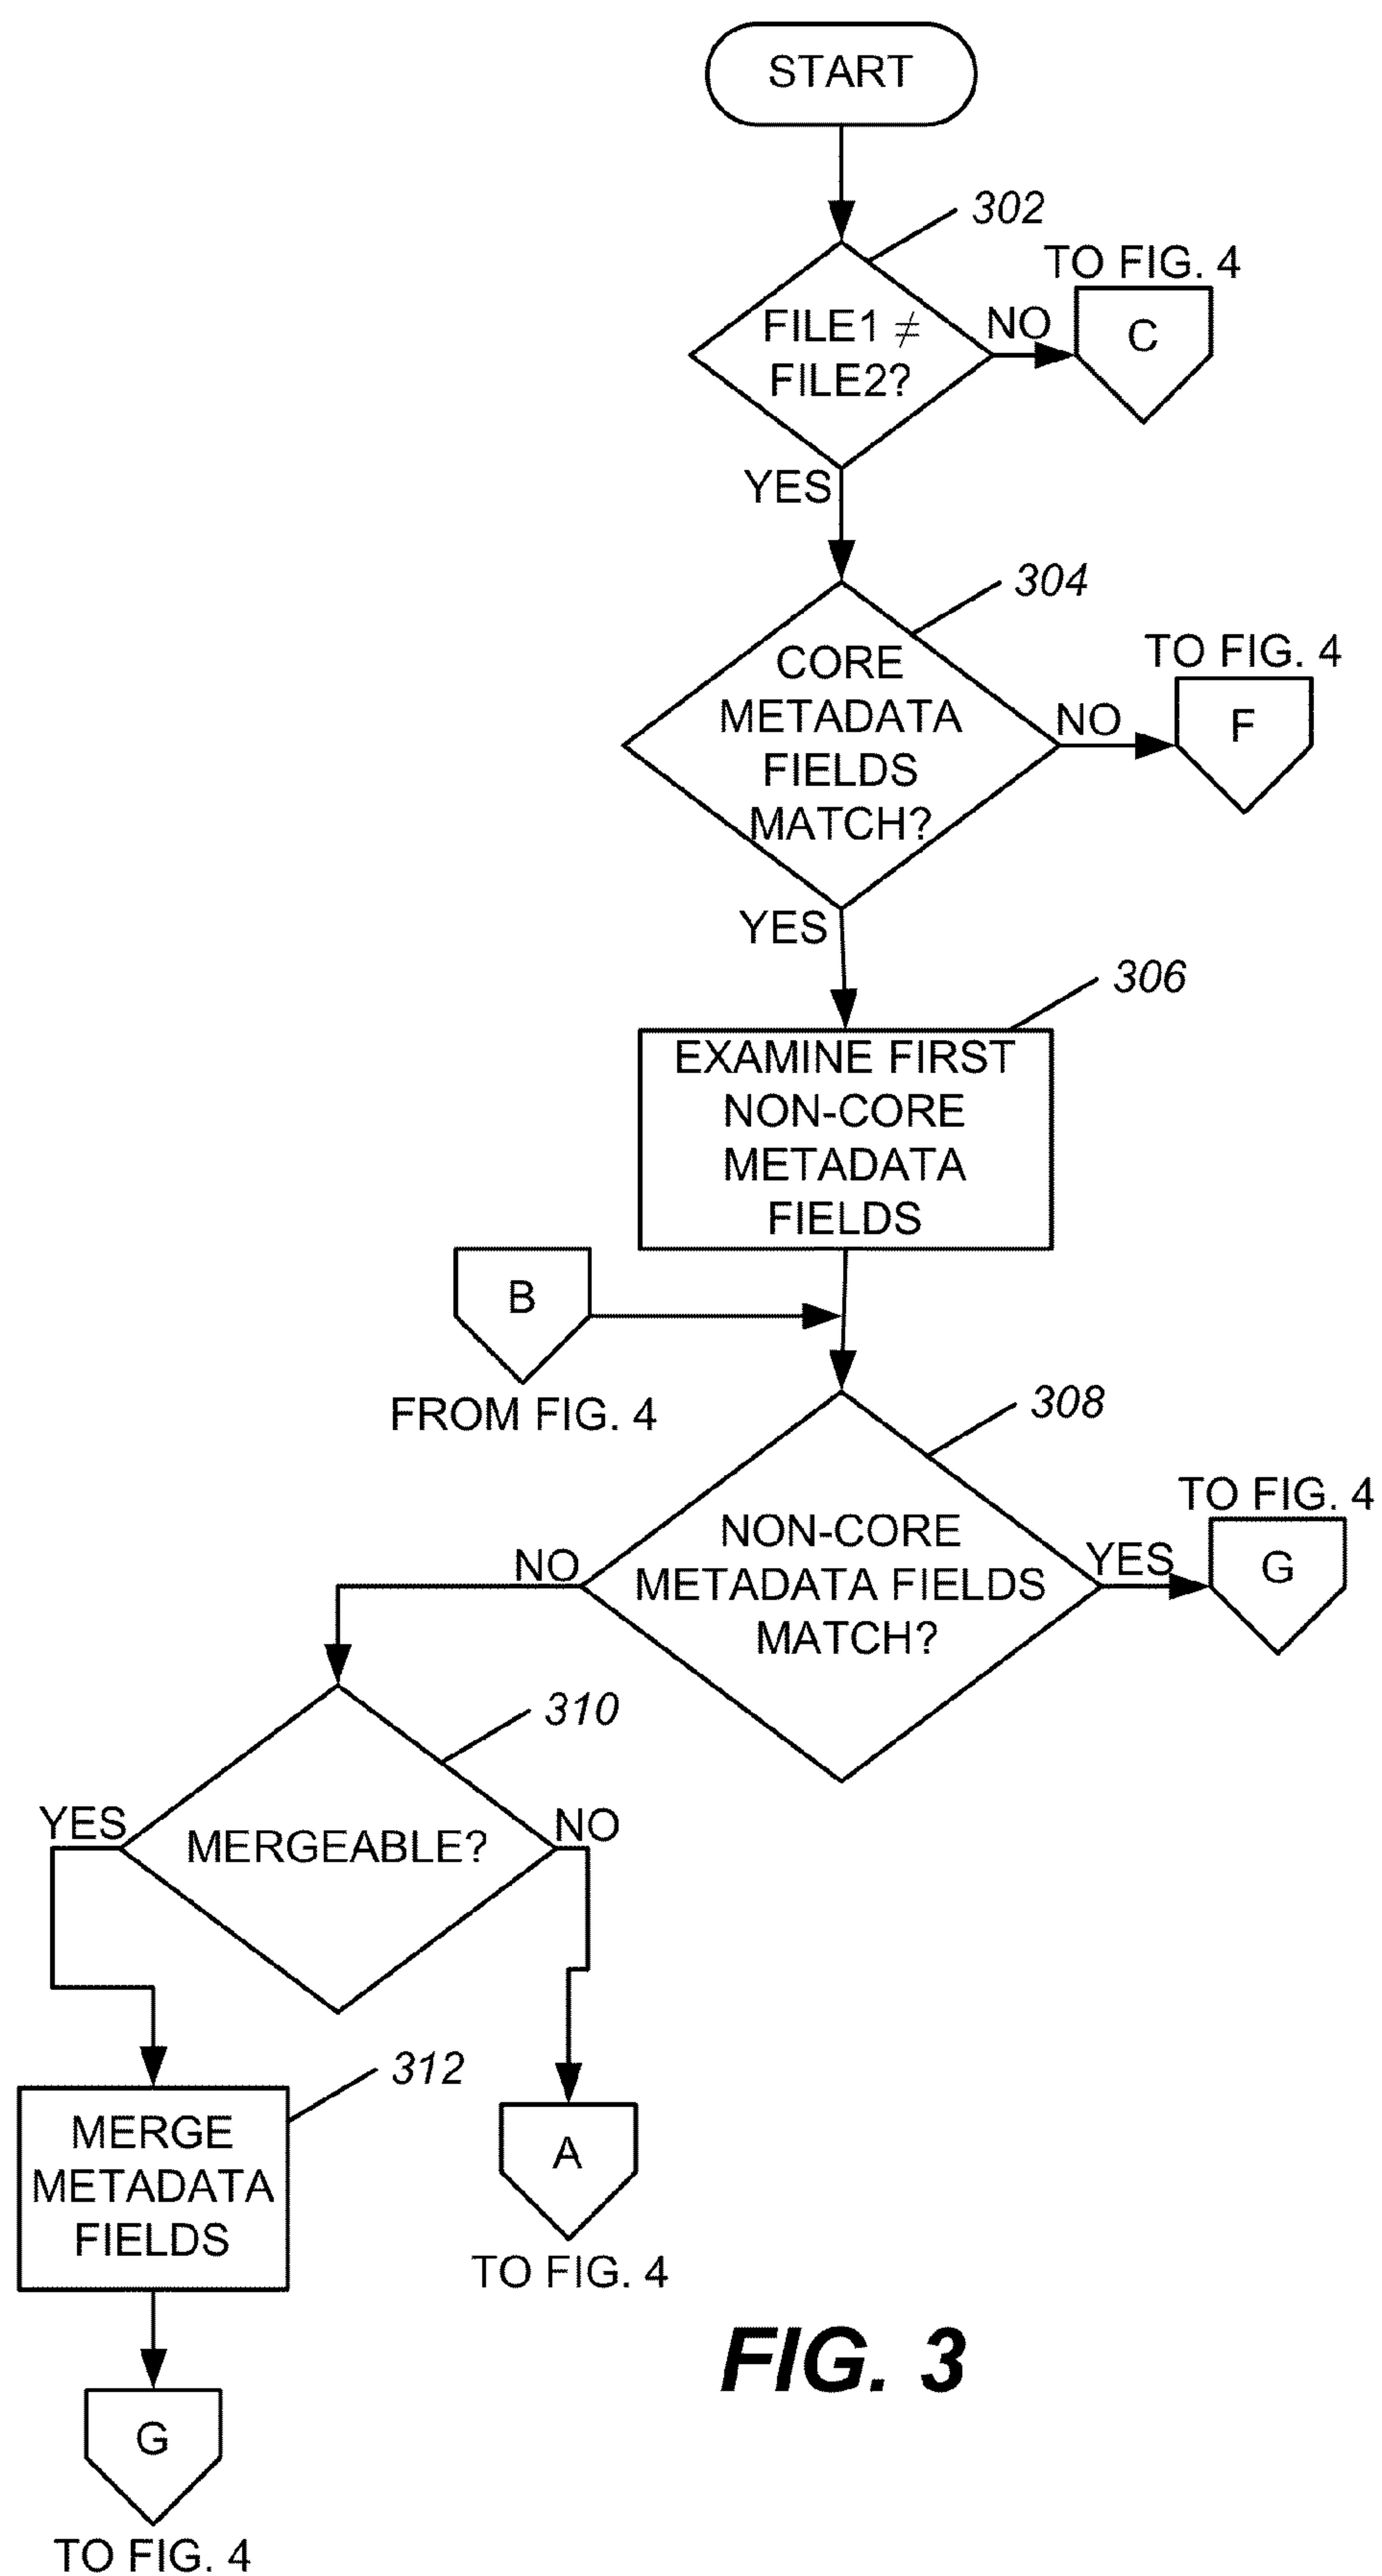 START
302
TO FIG. 4
FILE1 ≠
FILE2?
NO
C
YES
304
TO FIG. 4
CORE
METADATA
FIELDS
MATCH?
NO
F
YES
306
EXAMINE FIRST
NON-CORE
METADATA
FIELDS
B
FROM FIG. 4
308
TO FIG. 4
NON-CORE
METADATA FIELDS
MATCH?
NO
YES
G
310
YES
MERGEABLE?
NO
312
MERGE
METADATA
FIELDS
A
TO FIG. 4
FIG. 3
G
TO FIG. 4